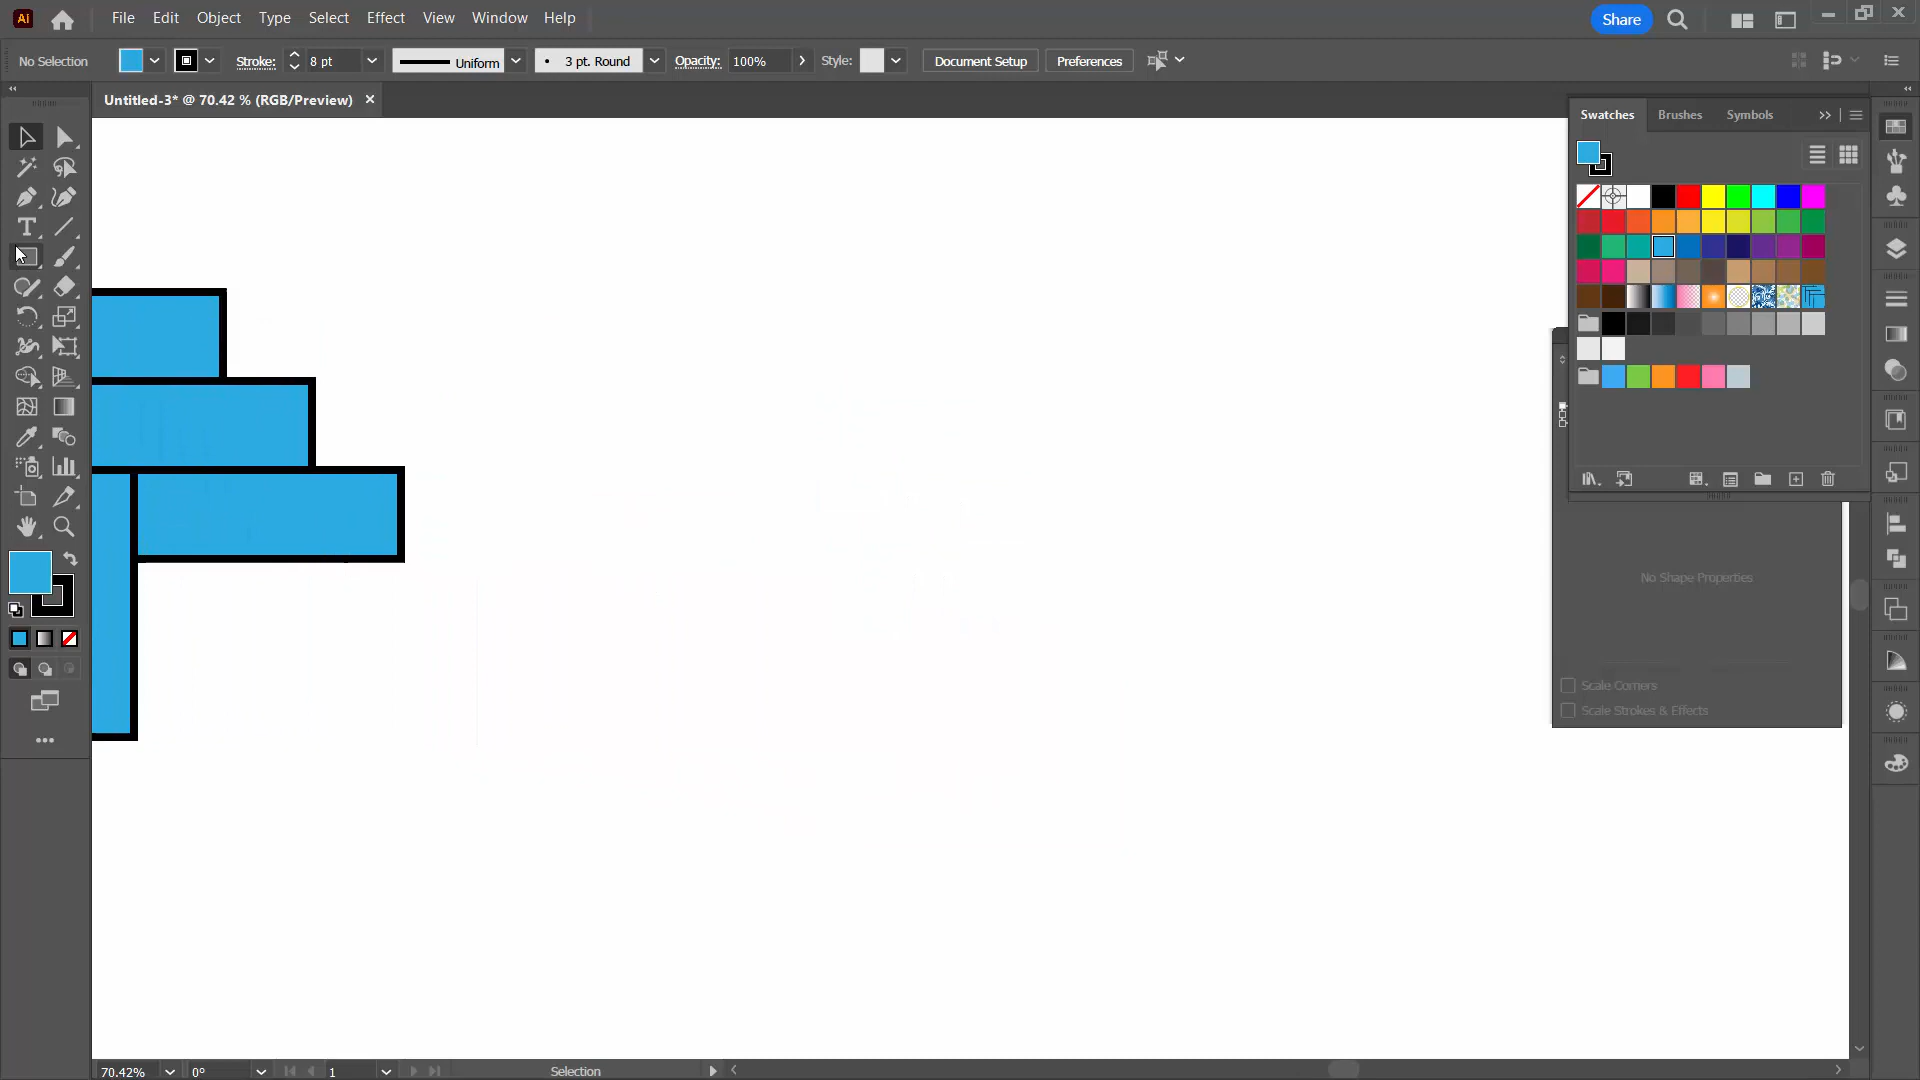 Ai File Edit Object Type Select Effect View Window Help Share
No Selection Stroke: 8 pt Uniform 3 pt. Round Opacity: 100% Style: Document Setup Preferences
Untitled-3* @ 70.42 % (RGB/Preview)
Swatches Brushes Symbols
No Shape Properties
Scale Corners
Scale Strokes & Effects
70.42% 0° 1 Selection